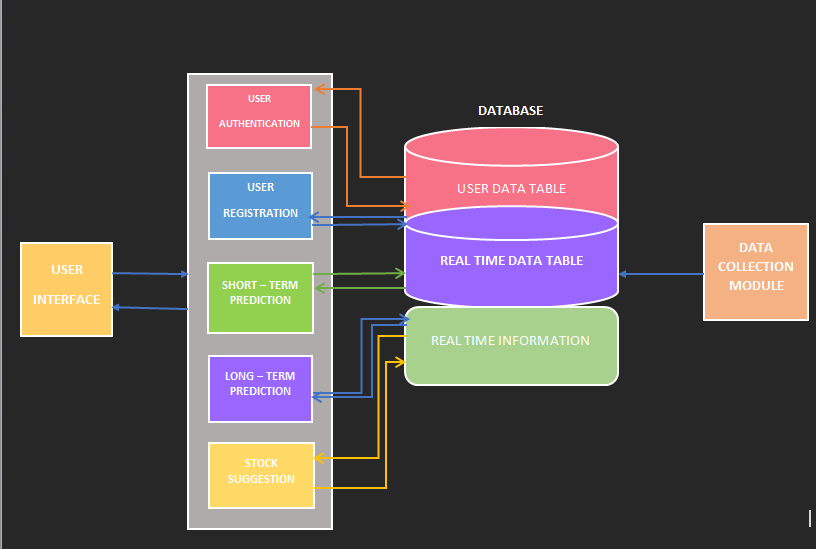 DATABASE
USER
AUTHENTICATION
USER
REGISTRATION
SHORT – TERM
PREDICTION
LONG – TERM
PREDICTION
STOCK
SUGGESTION
USER
INTERFACE
USER DATA TABLE
REAL TIME DATA TABLE
REAL TIME INFORMATION
DATA
COLLECTION
MODULE